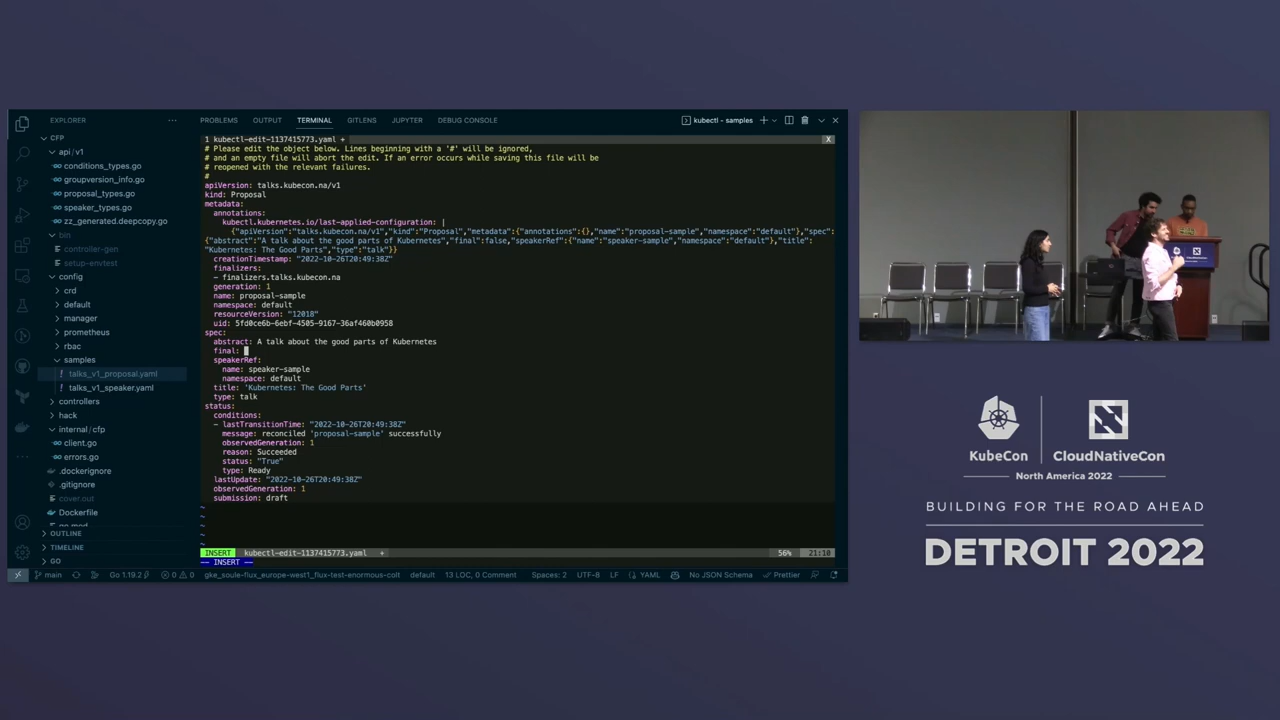 EXPLORER
CFP
api / v1
conditions_types.go
groupversion_info.go
proposal_types.go
speaker_types.go
zz_generated.deepcopy.go
bin
controller-gen
setup-envtest
config
crd
default
manager
prometheus
rbac
samples
talks_v1_proposal.yaml
talks_v1_speaker.yaml
controllers
hack
internal/cfp
client.go
errors.go
.dockerignore
.gitignore
cover.out
Dockerfile
go.mod
OUTLINE
TIMELINE
GO
PROBLEMS OUTPUT TERMINAL GITLENS JUPYTER DEBUG CONSOLE kubectl - samples
1 kubectl-edit-1137415773.yaml + X
# Please edit the object below. Lines beginning with a '#' will be ignored,
# and an empty file will abort the edit. If an error occurs while saving this file will be
# reopened with the relevant failures.
#
apiVersion: talks.kubecon.na/v1
kind: Proposal
metadata:
annotations:
kubectl.kubernetes.io/last-applied-configuration: |
{"apiVersion":"talks.kubecon.na/v1","kind":"Proposal","metadata":{"annotations":{},"name":"proposal-sample","namespace":"default"},"spec":
{"abstract":"A talk about the good parts of Kubernetes","final":false,"speakerRef":{"name":"speaker-sample","namespace":"default"},"title":
"Kubernetes: The Good Parts","type":"talk"}}
creationTimestamp: "2022-10-26T20:49:38Z"
finalizers:
- finalizers.talks.kubecon.na
generation: 1
name: proposal-sample
namespace: default
resourceVersion: "12018"
uid: 5fd0ce6b-6ebf-4505-9167-36af460b0958
spec:
abstract: A talk about the good parts of Kubernetes
final:
speakerRef:
name: speaker-sample
namespace: default
title: 'Kubernetes: The Good Parts'
type: talk
status:
conditions:
- lastTransitionTime: "2022-10-26T20:49:38Z"
message: reconciled 'proposal-sample' successfully
observedGeneration: 1
reason: Succeeded
status: "True"
type: Ready
lastUpdate: "2022-10-26T20:49:38Z"
observedGeneration: 1
submission: draft
~
~
~
~
INSERT kubectl-edit-1137415773.yaml + 56% 21:10
-- INSERT --
main Go 1.19.2 0 0 gke_soule-flux_europe-west1_flux-test-enormous-colt default 13 LOC, 0 Comment Spaces: 2 UTF-8 LF YAML No JSON Schema Prettier
KubeCon CloudNativeCon
North America 2022
BUILDING FOR THE ROAD AHEAD
DETROIT 2022